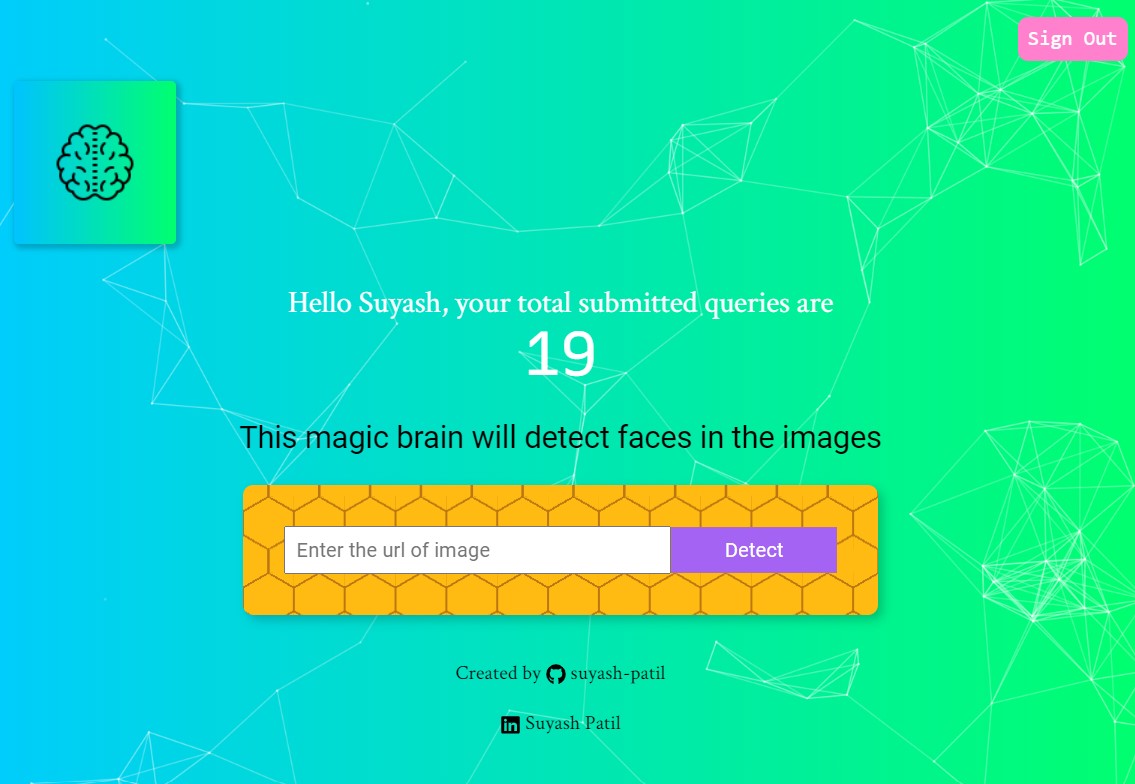 Sign Out
Hello Suyash, your total submitted queries are
19
This magic brain will detect faces in the images
Enter the url of image
Detect
Created by suyash-patil
in Suyash Patil